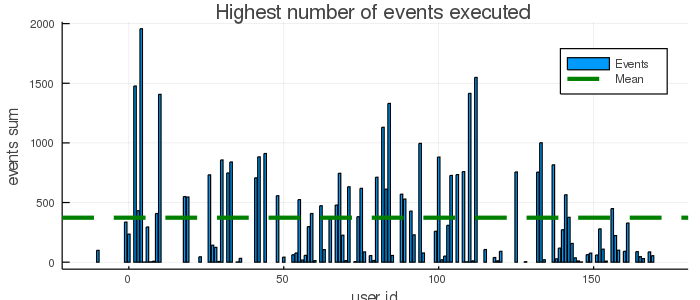 Highest number of events executed
2000
1500
1000
500
0
events sum
Events
Mean
0
50
100
150
user id